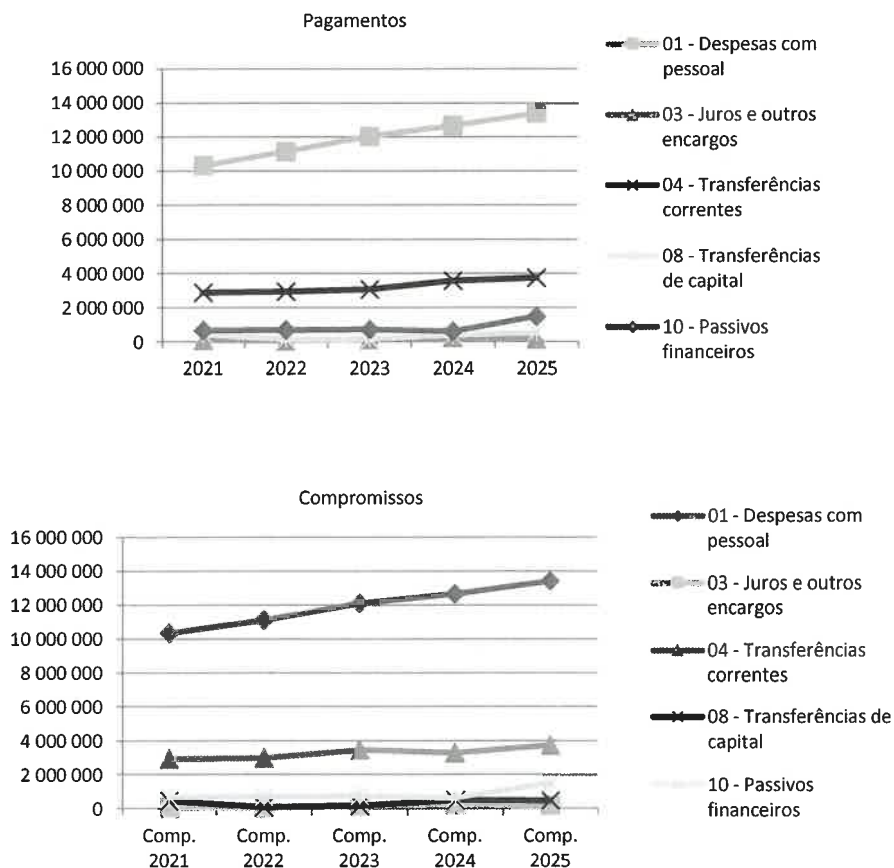 Pagamentos
16 000 000
14 000 000
12 000 000
10 000 000
8 000 000
6 000 000
4 000 000
2 000 000
0
2021 2022 2023 2024 2025
01 - Despesas com
pessoal
03 - Juros e outros
encargos
04 - Transferências
correntes
08 - Transferências
de capital
10 - Passivos
financeiros
Compromissos
16 000 000
14 000 000
12 000 000
10 000 000
8 000 000
6 000 000
4 000 000
2 000 000
0
Comp. Comp. Comp. Comp. Comp.
2021 2022 2023 2024 2025
01 - Despesas com
pessoal
03 - Juros e outros
encargos
04 - Transferências
correntes
08 - Transferências de
capital
10 - Passivos
financeiros